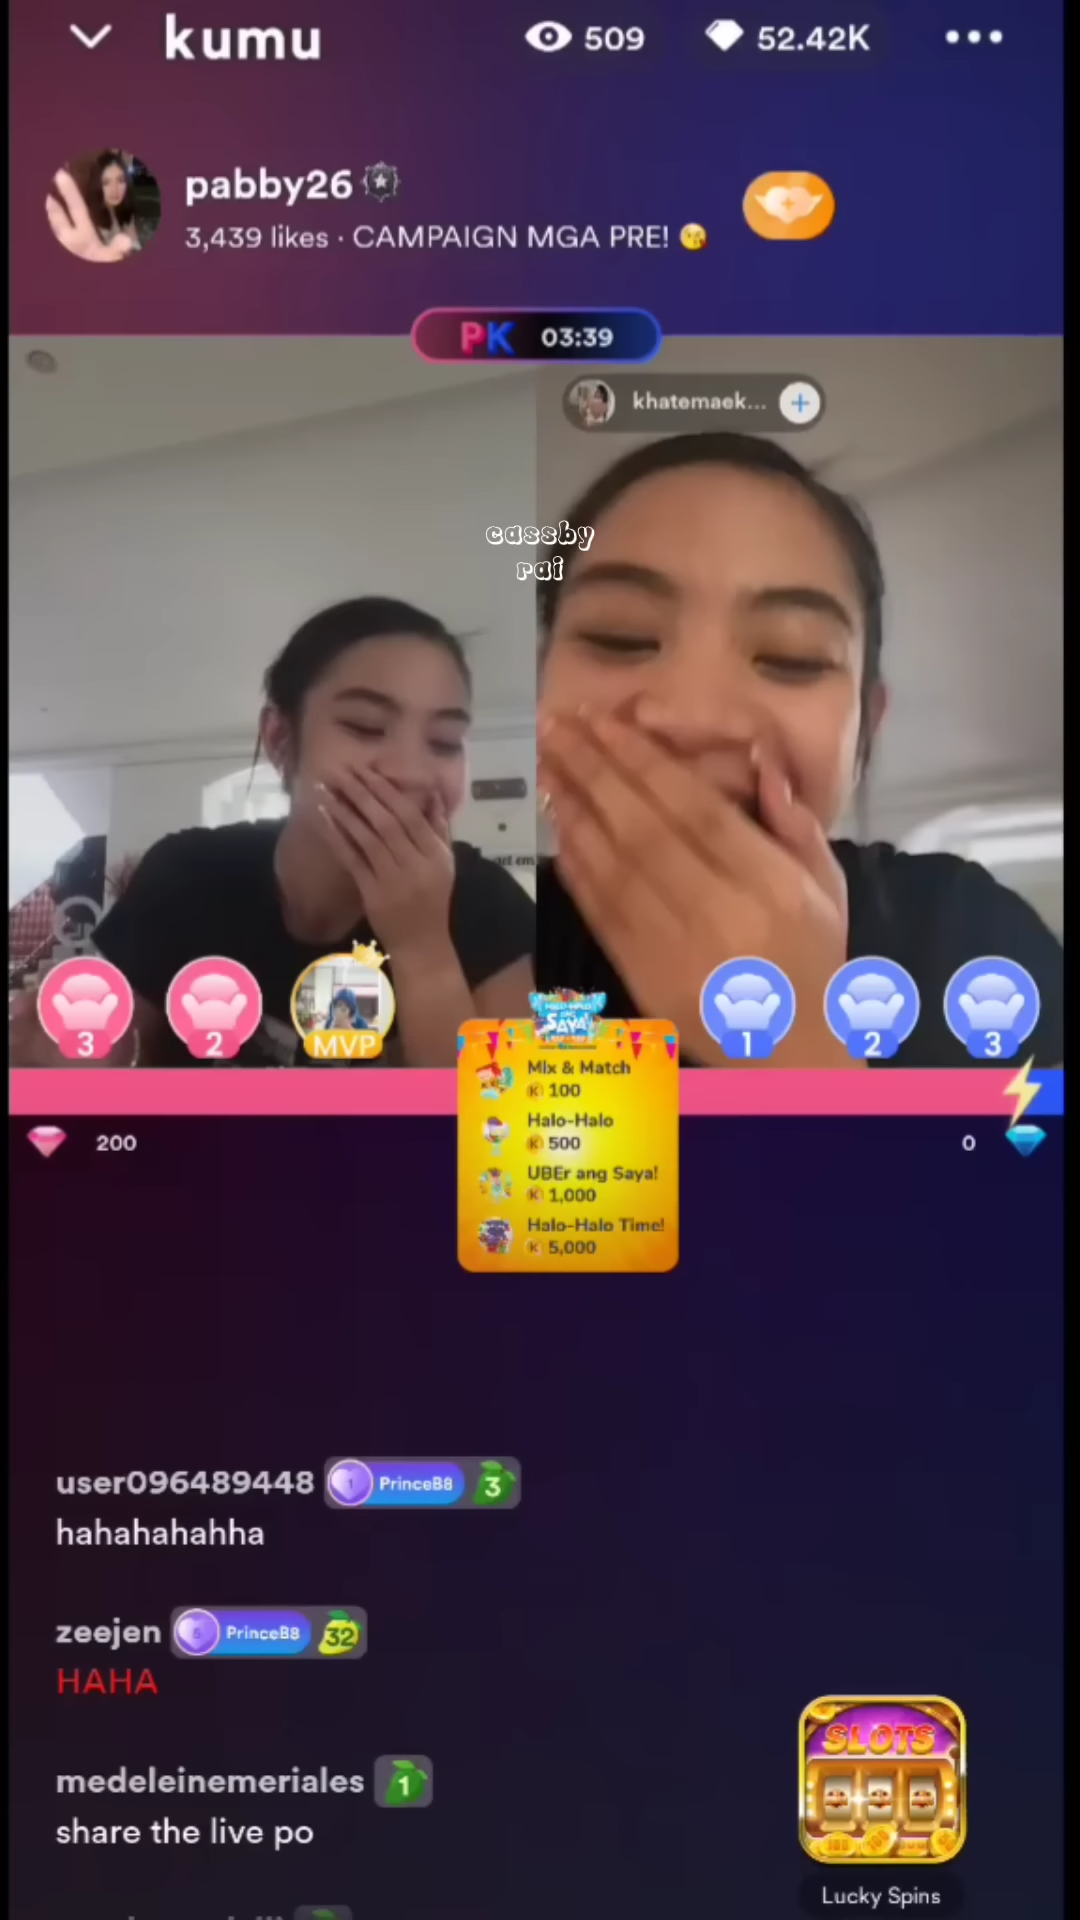 kumu
509
52.42K
pabby26
3,439 likes · CAMPAIGN MGA PRE! 😘
PK 03:39
khatemaek...
cassby
rai
3
2
MVP
1
2
3
SAYA!
Mix & Match
K 100
Halo-Halo
K 500
UBEr ang Saya!
K 1,000
Halo-Halo Time!
K 5,000
200
0
user096489448 1 PrinceB8 3
hahahahahha
zeejen 5 PrinceB8 32
HAHA
medeleinemeriales 1
share the live po
SLOTS
Lucky Spins